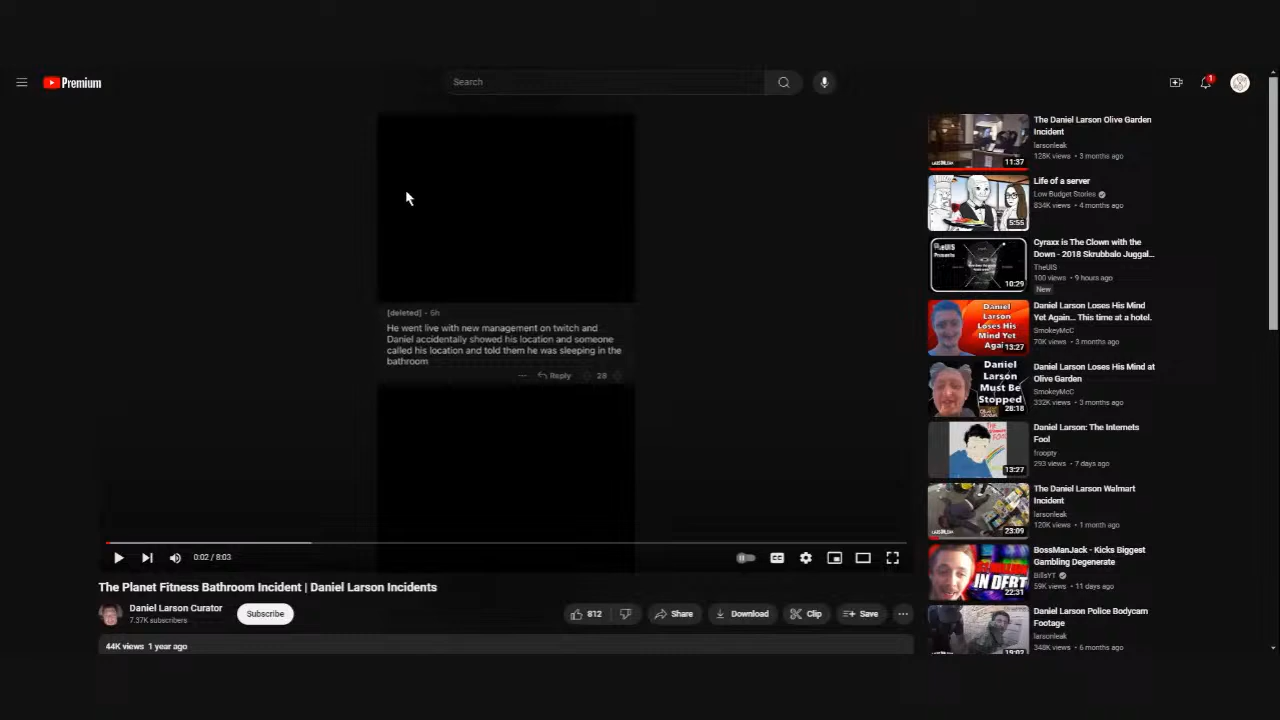 Premium
Search
1
[deleted] • 6h
He went live with new management on twitch and
Daniel accidentally showed his location and someone
called his location and told them he was sleeping in the
bathroom
Reply
28
0:02 / 8:03
CC
The Planet Fitness Bathroom Incident | Daniel Larson Incidents
Daniel Larson Curator
7.37K subscribers
Subscribe
812
Share
Download
Clip
Save
44K views 1 year ago
The Daniel Larson Olive Garden
Incident
larsonleak
128K views • 3 months ago
11:37
Life of a server
Low Budget Stories
834K views • 4 months ago
5:55
Cyraxx is The Clown with the
Down - 2018 Skrubbalo Juggal...
TheUIS
100 views • 9 hours ago
New
10:29
Daniel
Larson
Loses His
Mind Yet
Again
13:27
Daniel Larson Loses His Mind
Yet Again... This time at a hotel.
SmokeyMcC
70K views • 3 months ago
Daniel
Larson
Must Be
Stopped
28:18
Daniel Larson Loses His Mind at
Olive Garden
SmokeyMcC
332K views • 3 months ago
Daniel Larson: The Internets
Fool
froopty
293 views • 7 days ago
13:27
The Daniel Larson Walmart
Incident
larsonleak
120K views • 1 month ago
23:09
BossManJack - Kicks Biggest
Gambling Degenerate
BillsYT
59K views • 11 days ago
IN DEBT
22:31
Daniel Larson Police Bodycam
Footage
larsonleak
348K views • 6 months ago
19:02